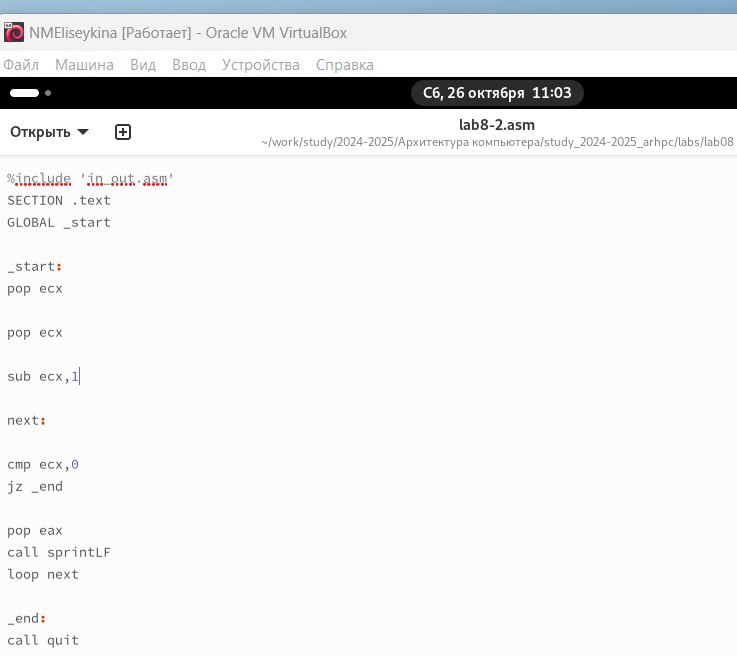 NMEliseykina [Работает] - Oracle VM VirtualBox
Файл Машина Вид Ввод Устройства Справка
Сб, 26 октября 11:03
Открыть
lab8-2.asm
~/work/study/2024-2025/Архитектура компьютера/study_2024-2025_arhpc/labs/lab08
%include 'in_out.asm'
SECTION .text
GLOBAL _start
_start:
pop ecx
pop ecx
sub ecx,1
next:
cmp ecx,0
jz _end
pop eax
call sprintLF
loop next
_end:
call quit